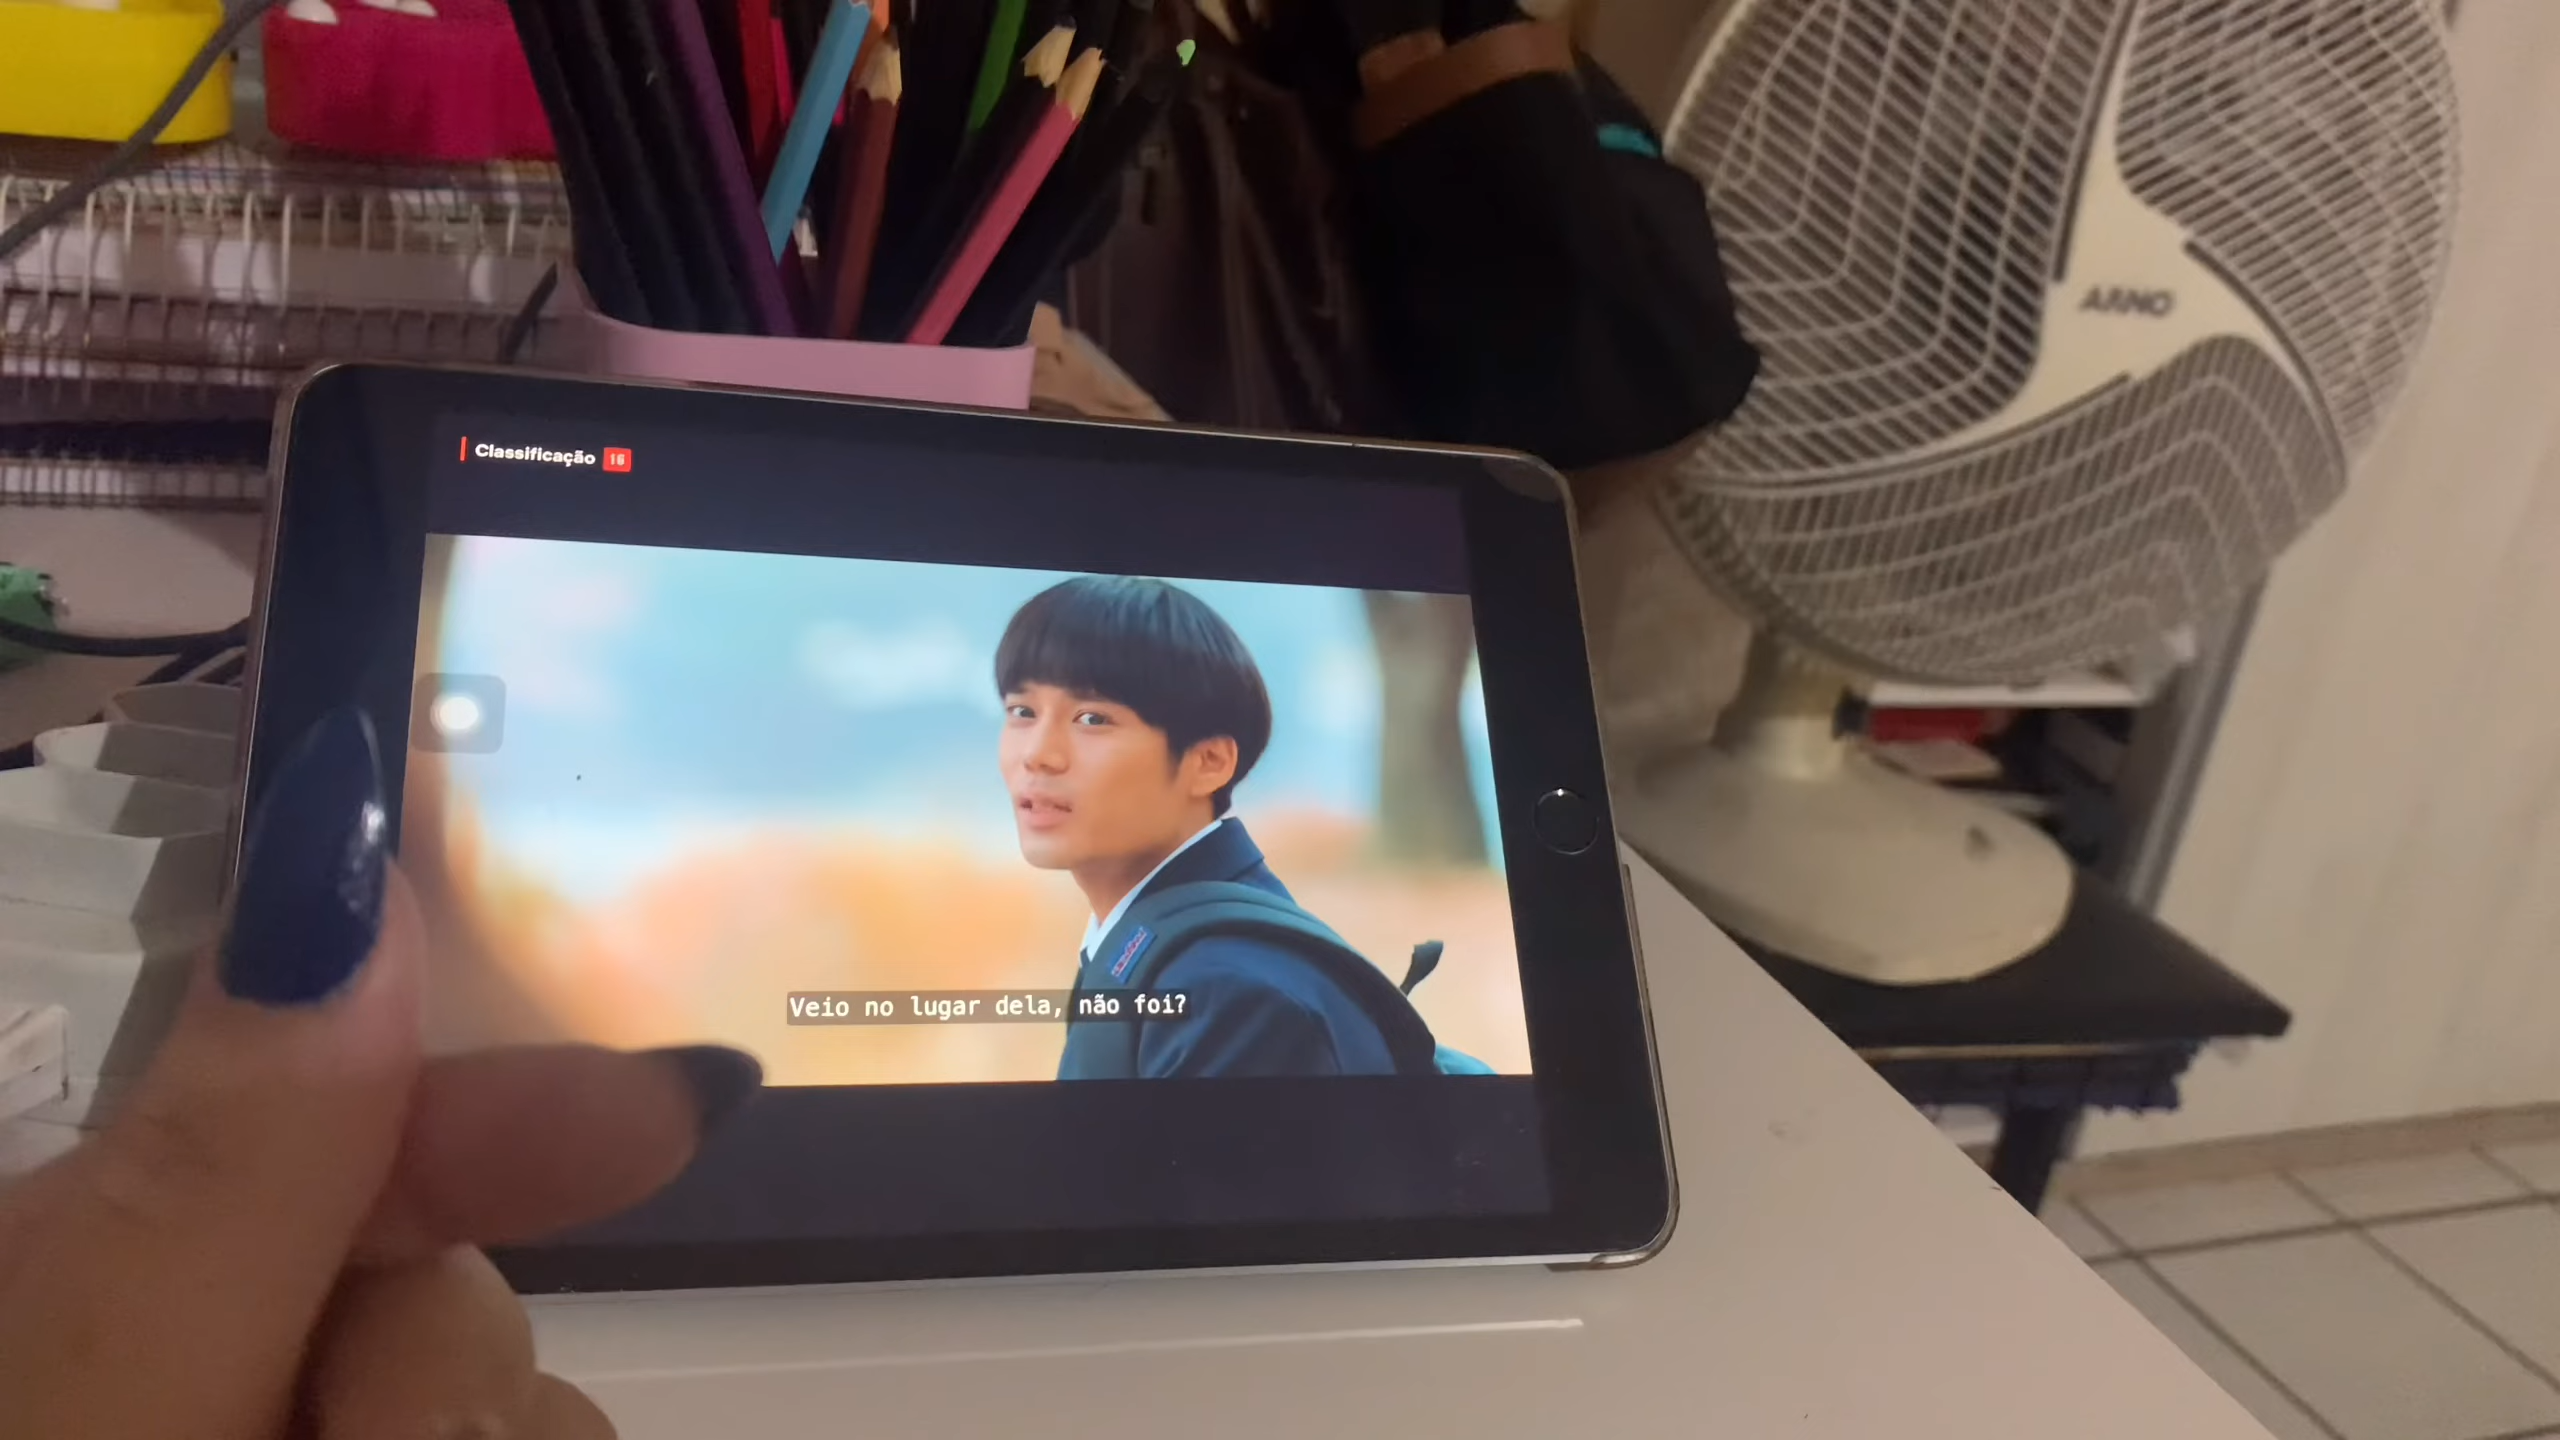 ARNO
Classificação 16
Veio no lugar dela, não foi?